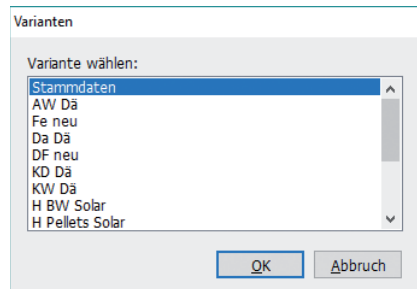 Varianten
Variante wählen:
Stammdaten
AW Dä
Fe neu
Da Dä
DF neu
KD Dä
KW Dä
H BW Solar
H Pellets Solar
OK Abbruch